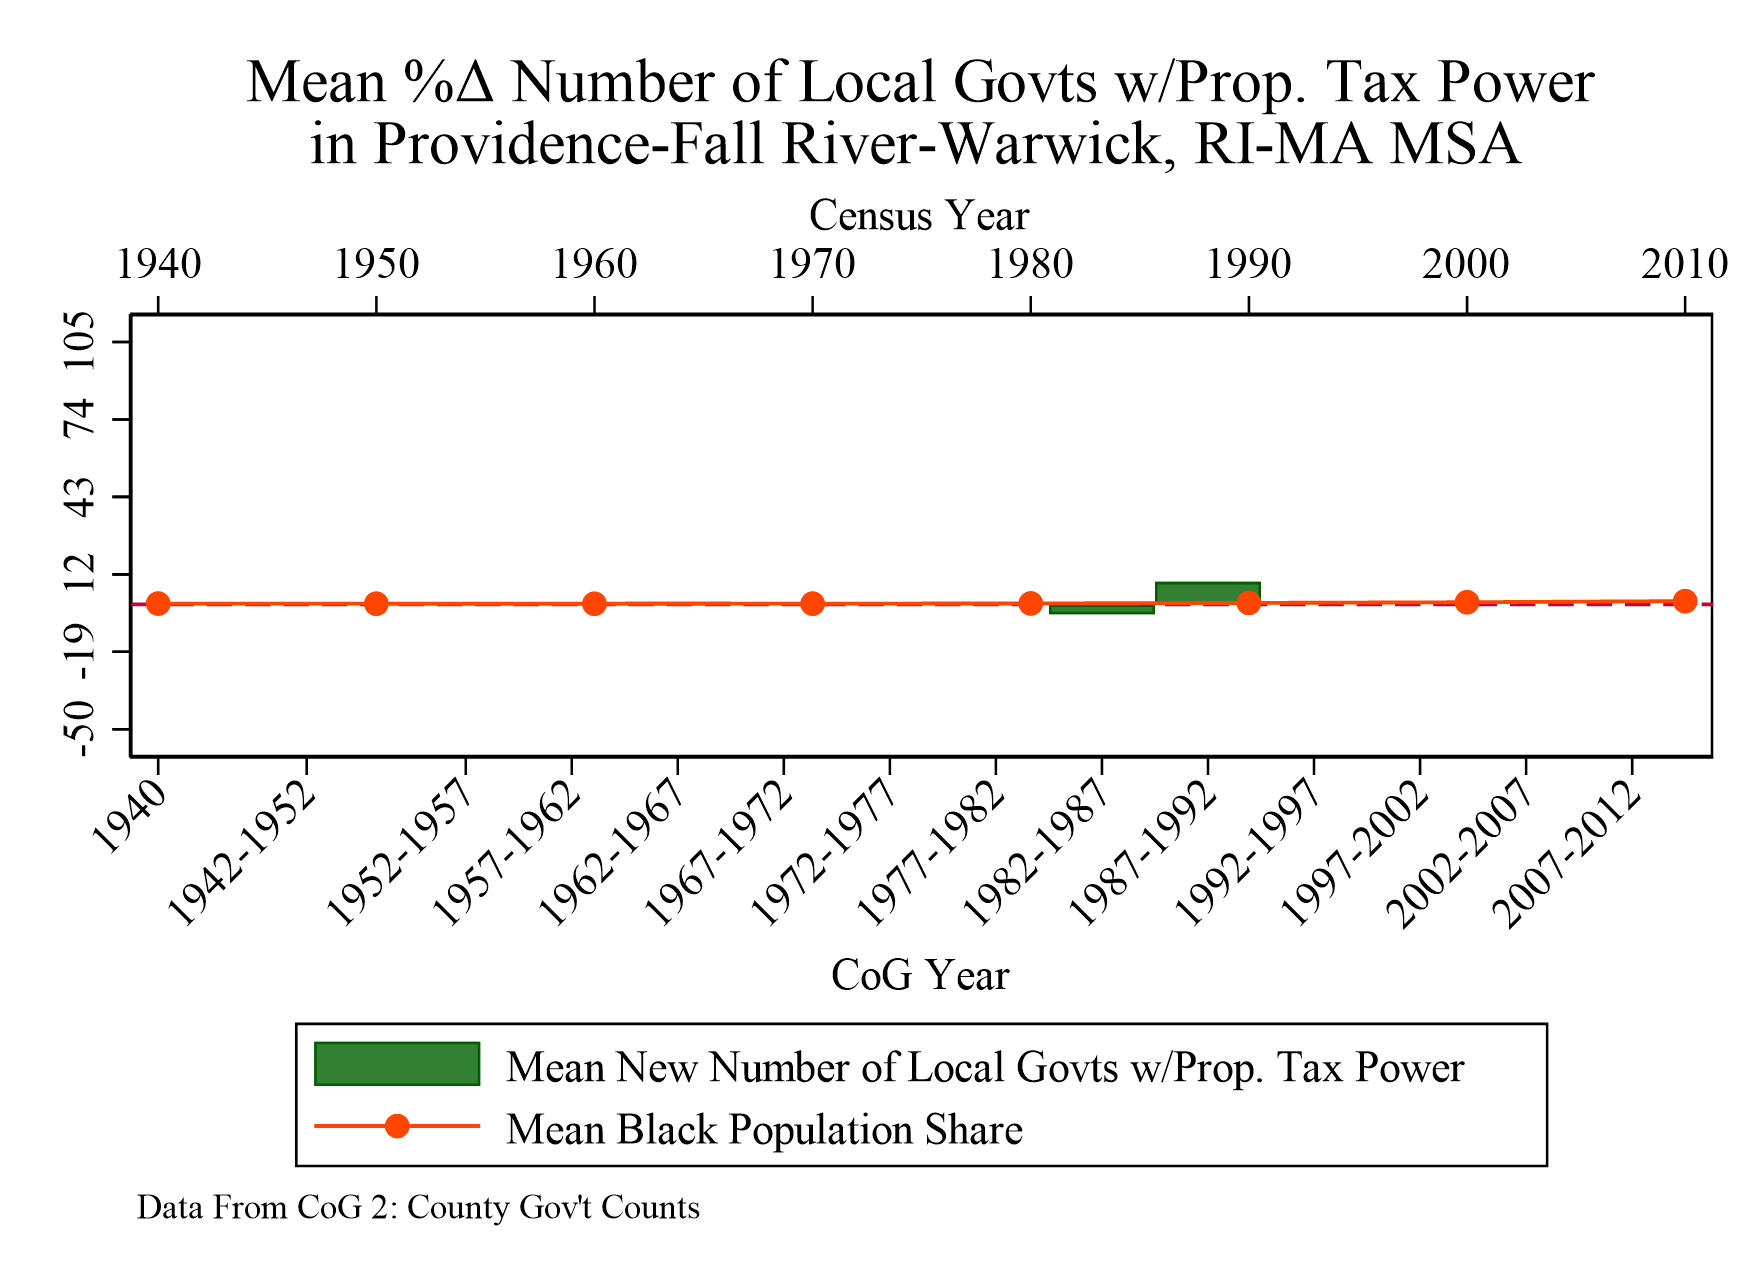 Mean %Δ Number of Local Govts w/Prop. Tax Power
in Providence-Fall River-Warwick, RI-MA MSA
Census Year
1940 1950 1960 1970 1980 1990 2000 2010
105
74
43
12
-19
-50
1940 1942-1952 1952-1957 1957-1962 1962-1967 1967-1972 1972-1977 1977-1982 1982-1987 1987-1992 1992-1997 1997-2002 2002-2007 2007-2012
CoG Year
Mean New Number of Local Govts w/Prop. Tax Power
Mean Black Population Share
Data From CoG 2: County Gov't Counts